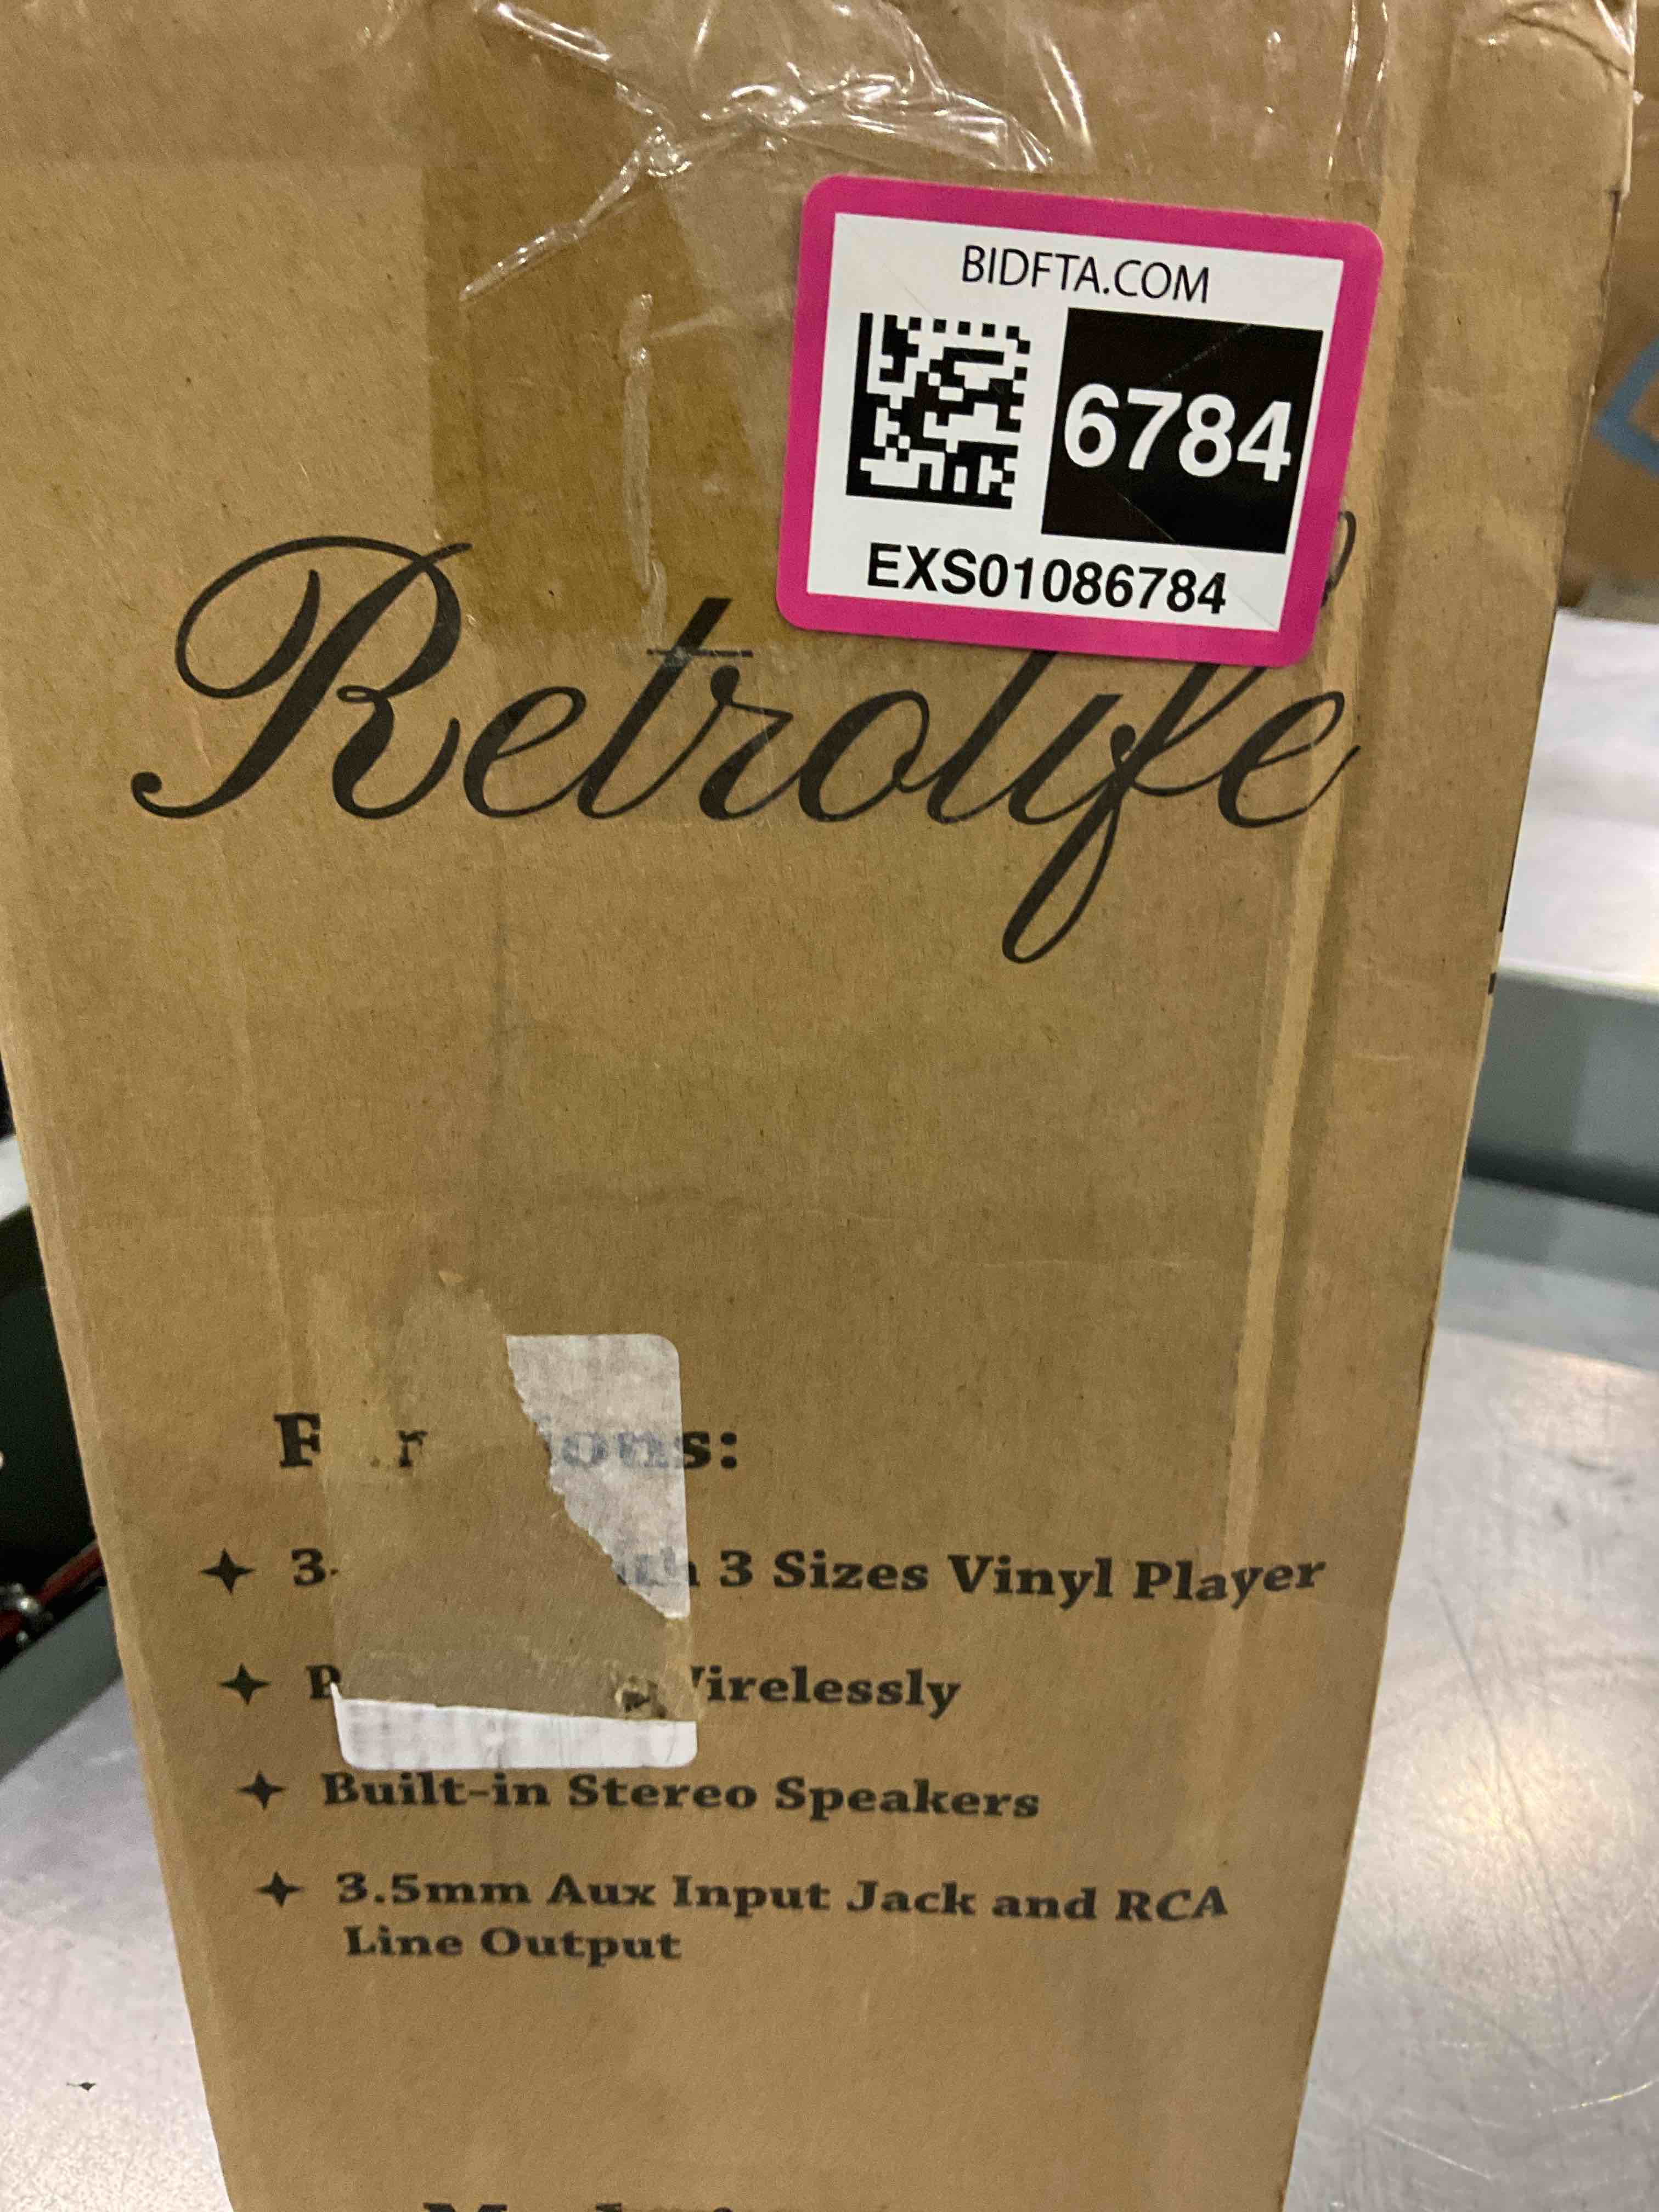 BIDFTA.COM
6784
EXS01086784
Retrolife
3 Sizes Vinyl Player
Built-in Stereo Speakers
3.5mm Aux Input Jack and RCA
Line Output